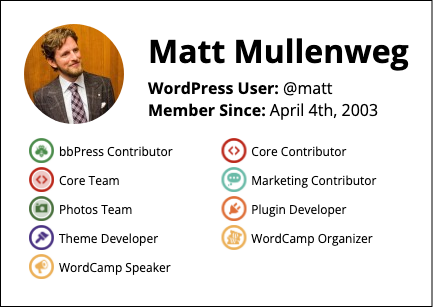 Matt Mullenweg
WordPress User: @matt
Member Since: April 4th, 2003
bbPress Contributor
Core Contributor
Core Team
Marketing Contributor
Photos Team
Plugin Developer
Theme Developer
WordCamp Organizer
WordCamp Speaker